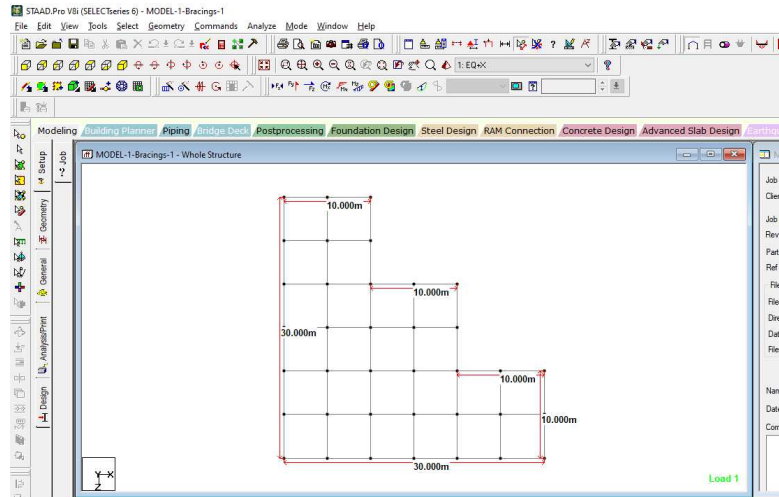 STAAD.Pro V8i (SELECTseries 6) - MODEL-1-Bracings-1
File Edit View Tools Select Geometry Commands Analyze Mode Window Help
1: EQ+X
Modeling Building Planner Piping Bridge Deck Postprocessing Foundation Design Steel Design RAM Connection Concrete Design Advanced Slab Design Earthqu
Setup
Geometry
General
Analysis/Print
Design
Job
MODEL-1-Bracings-1 - Whole Structure
10.000m
10.000m
30.000m
10.000m
10.000m
30.000m
Y X
Z
Load 1
Job
Clie
Job
Rev
Part
Ref
File
File
Dire
Dat
File
Nan
Date
Com